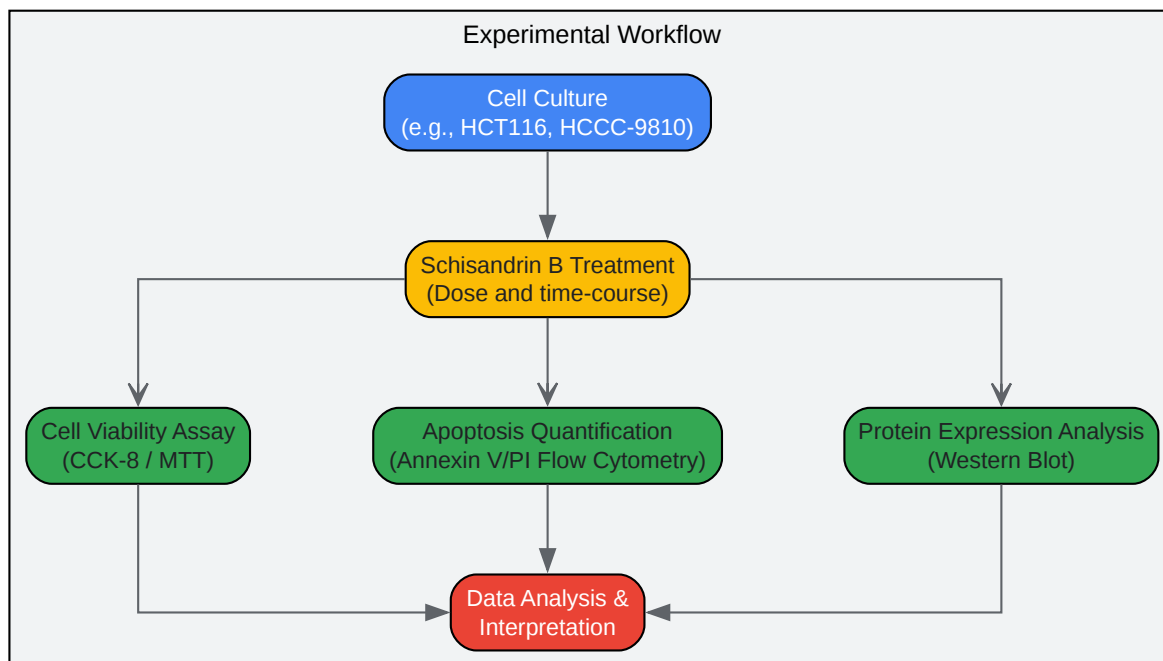 Experimental Workflow
Cell Culture
(e.g., HCT116, HCCC-9810)
Schisandrin B Treatment
(Dose and time-course)
Cell Viability Assay
(CCK-8 / MTT)
Apoptosis Quantification
(Annexin V/PI Flow Cytometry)
Protein Expression Analysis
(Western Blot)
Data Analysis &
Interpretation